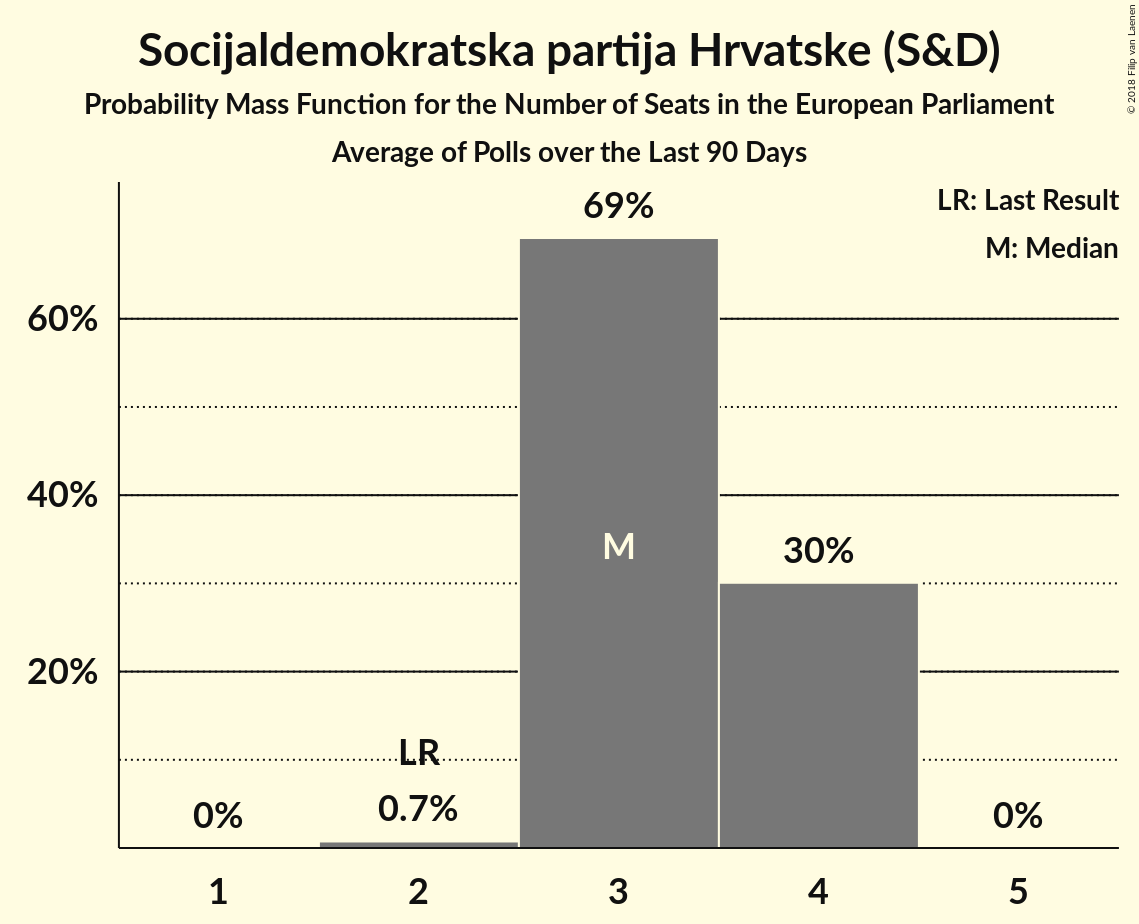 Socijaldemokratska partija Hrvatske (S&D)
Probability Mass Function for the Number of Seats in the European Parliament
Average of Polls over the Last 90 Days
© 2018 Filip van Laenen
LR: Last Result
M: Median
69%
60%
40%
M
30%
20%
LR
0%
0.7%
0%
1
2
3
4
5